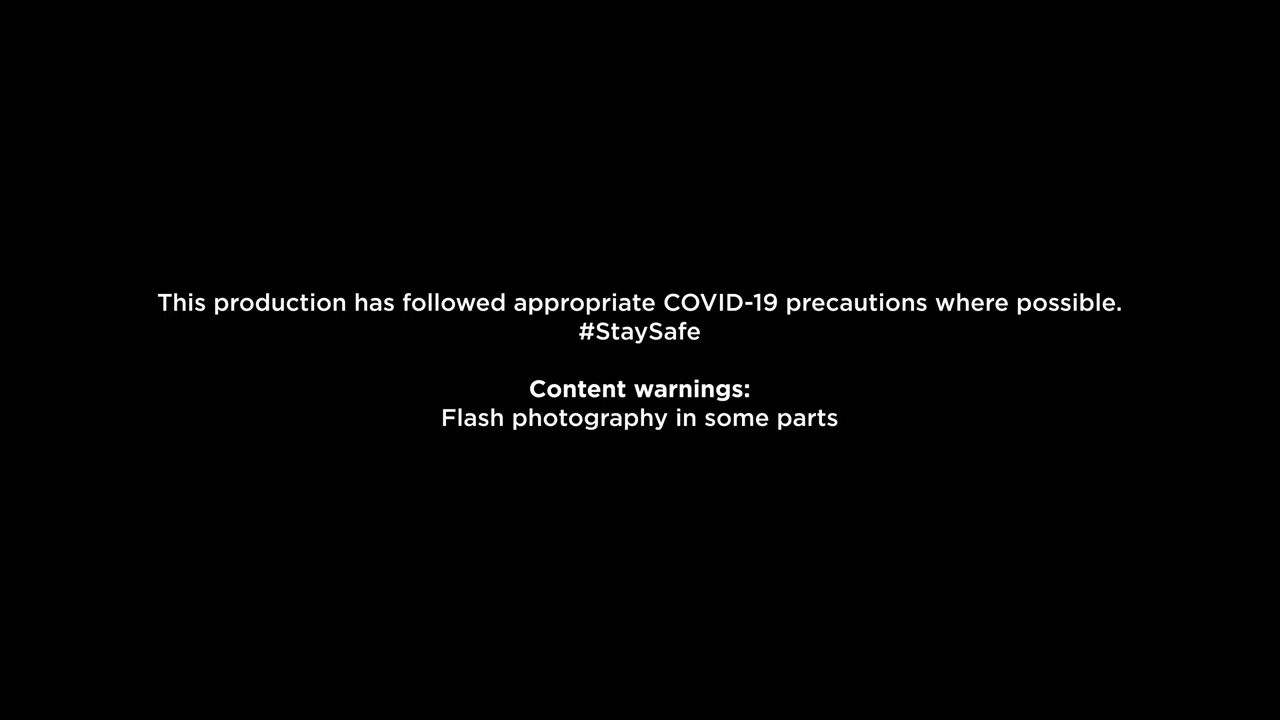 This production has followed appropriate COVID-19 precautions where possible.
#StaySafe
Content warnings:
Flash photography in some parts